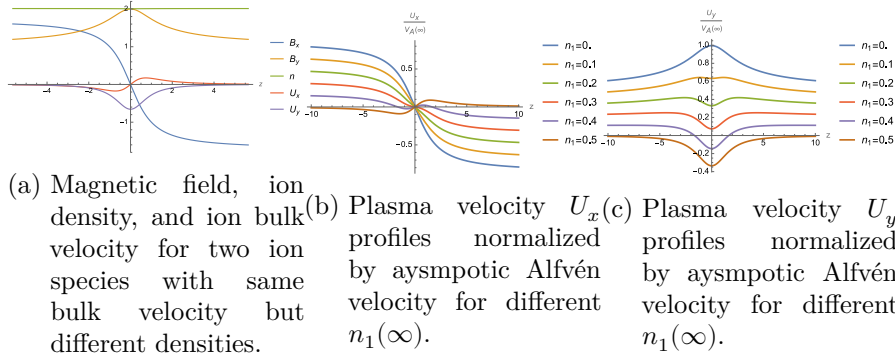 2
1
-1
-4
-2
2
4
z
B_x
B_y
n
U_x
U_y
U_x
V_A(∞)
0.5
-0.5
-10
-5
5
10
z
n_1=0.
n_1=0.1
n_1=0.2
n_1=0.3
n_1=0.4
n_1=0.5
U_y
V_A(∞)
1.0
0.8
0.6
0.4
0.2
-0.2
-0.4
-10
-5
5
10
z
n_1=0.
n_1=0.1
n_1=0.2
n_1=0.3
n_1=0.4
n_1=0.5
(a) Magnetic field, ion
density, and ion bulk
velocity for two ion
species with same
bulk velocity but
different densities.
(b) Plasma velocity U_x
profiles normalized
by aysmpotic Alfvén
velocity for different
n_1(∞).
(c) Plasma velocity U_y
profiles normalized
by aysmpotic Alfvén
velocity for different
n_1(∞).